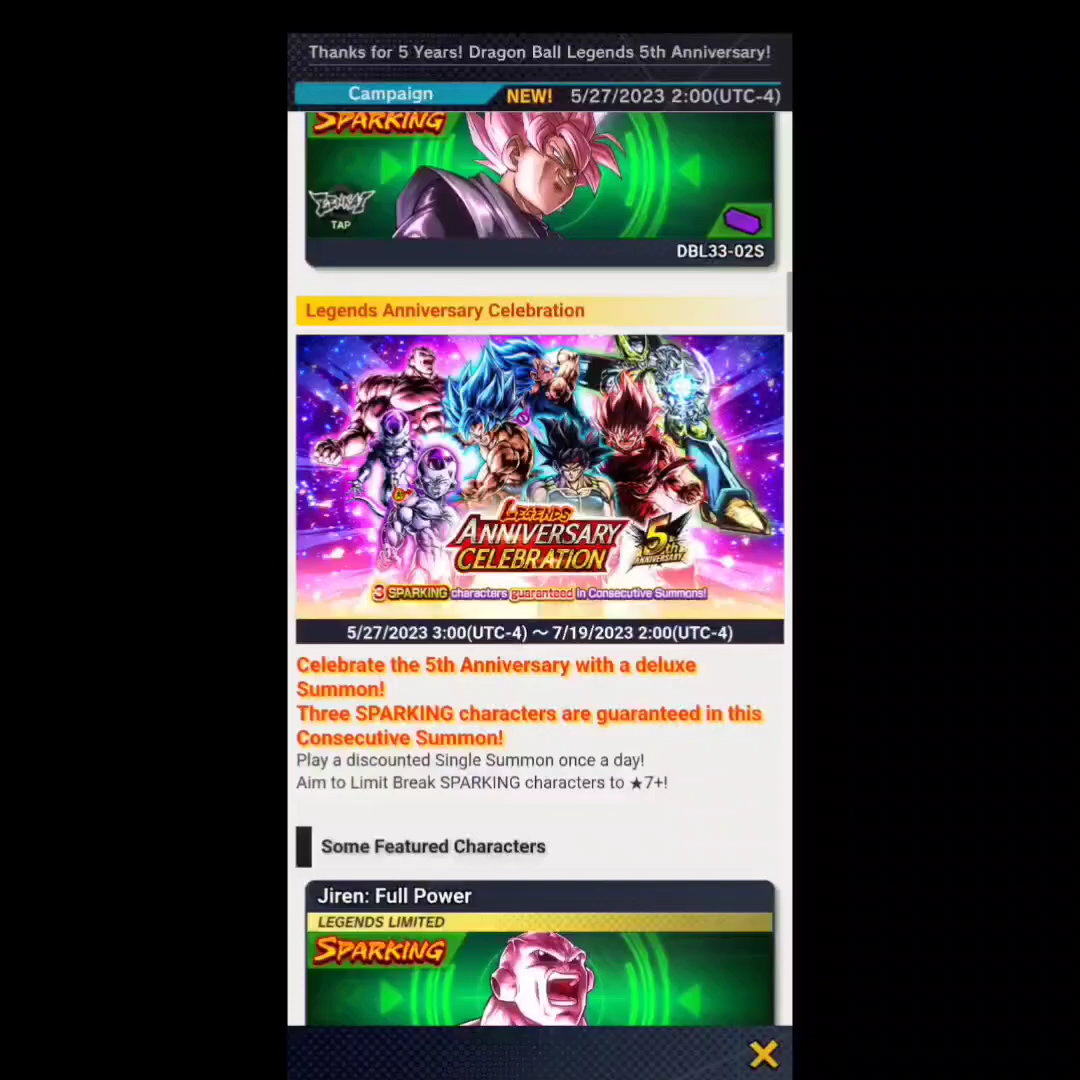 Thanks for 5 Years! Dragon Ball Legends 5th Anniversary!
Campaign
NEW! 5/27/2023 2:00(UTC-4)
SPARKING
ZENKAI
TAP
DBL33-02S
Legends Anniversary Celebration
LEGENDS
ANNIVERSARY
CELEBRATION
5th
ANNIVERSARY
3 SPARKING characters guaranteed in Consecutive Summons!
5/27/2023 3:00(UTC-4) ～ 7/19/2023 2:00(UTC-4)
Celebrate the 5th Anniversary with a deluxe
Summon!
Three SPARKING characters are guaranteed in this
Consecutive Summon!
Play a discounted Single Summon once a day!
Aim to Limit Break SPARKING characters to ★7+!
Some Featured Characters
Jiren: Full Power
LEGENDS LIMITED
SPARKING